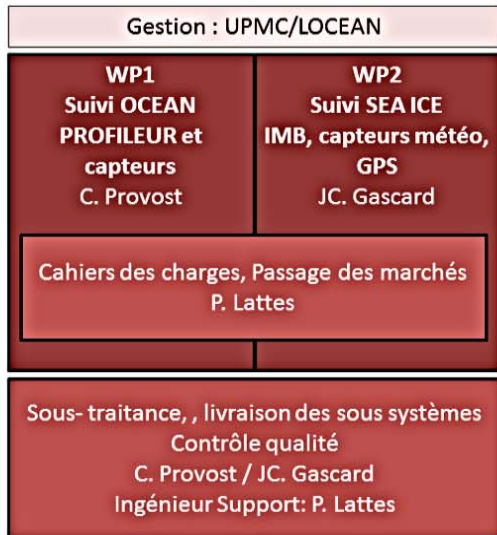 Gestion : UPMC/LOCEAN
WP1
Suivi OCEAN
PROFILEUR et
capteurs
C. Provost
WP2
Suivi SEA ICE
IMB, capteurs météo,
GPS
JC. Gascard
Cahiers des charges, Passage des marchés
P. Lattes
Sous- traitance, , livraison des sous systèmes
Contrôle qualité
C. Provost / JC. Gascard
Ingénieur Support: P. Lattes